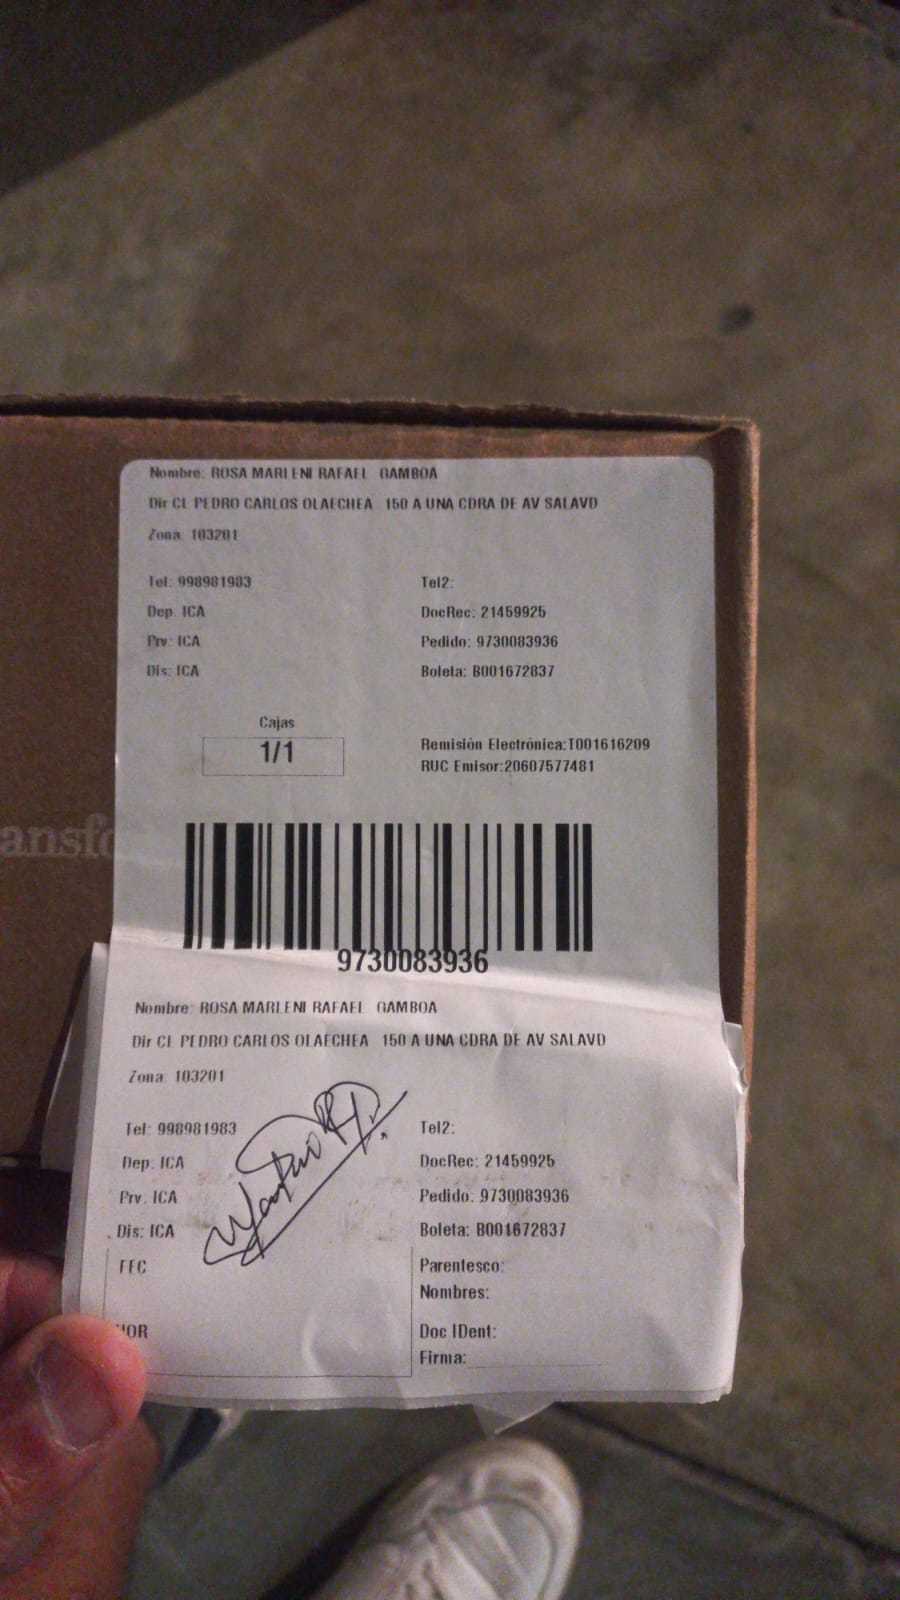 Nombre: ROSA MARLENI RAFAEL GAMBOA
Dir CL PEDRO CARLOS OLAECHEA 150 A UNA CDRA DE AV SALAVD
Zona: 103201
Tel: 998981983 Tel2:
Dep: ICA DocRec: 21459925
Prv: ICA Pedido: 9730083936
Dis: ICA Boleta: B001672837
Cajas
1/1
Remisión Electrónica:T001616209
RUC Emisor:20607577481
ansfo
9730083936
Nombre: ROSA MARLENI RAFAEL GAMBOA
Dir CL PEDRO CARLOS OLAECHEA 150 A UNA CDRA DE AV SALAVD
Zona: 103201
Tel: 998981983 Tel2:
Dep: ICA DocRec: 21459925
Prv: ICA Pedido: 9730083936
Dis: ICA Boleta: B001672837
FEC Parentesco:
Nombres:
HOR Doc IDent:
Firma: